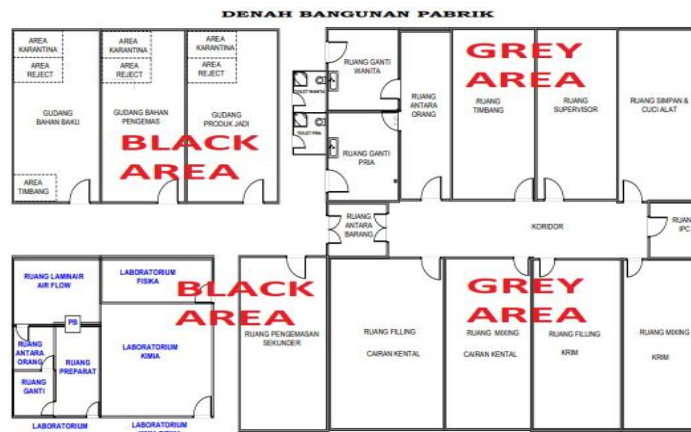 DENAH BANGUNAN PABRIK
AREA
KARANTINA
AREA
REJECT
GUDANG
BAHAN BAKU
AREA
TIMBANG
AREA
KARANTINA
AREA
REJECT
GUDANG BAHAN
PENGEMAS
AREA
KARANTINA
AREA
REJECT
GUDANG
PRODUK JADI
BLACK
AREA
TOILET WANITA
TOILET PRIA
RUANG GANTI
WANITA
RUANG GANTI
PRIA
RUANG
ANTARA
ORANG
GREY
AREA
RUANG
TIMBANG
RUANG
SUPERVISOR
RUANG SIMPAN &
CUCI ALAT
RUANG
ANTARA
BARANG
KORIDOR
IPC
RUANG LAMINAIR
AIR FLOW
LABORATORIUM
FISIKA
PB
RUANG
ANTARA
ORANG
RUANG
GANTI
RUANG
PREPARAT
LABORATORIUM
KIMIA
LABORATORIUM
LABORATORIUM
BLACK
AREA
RUANG PENGEMASAN
SEKUNDER
RUANG FILLING
CAIRAN KENTAL
GREY
AREA
RUANG MIXING
CAIRAN KENTAL
RUANG FILLING
KRIM
RUANG MIXING
KRIM